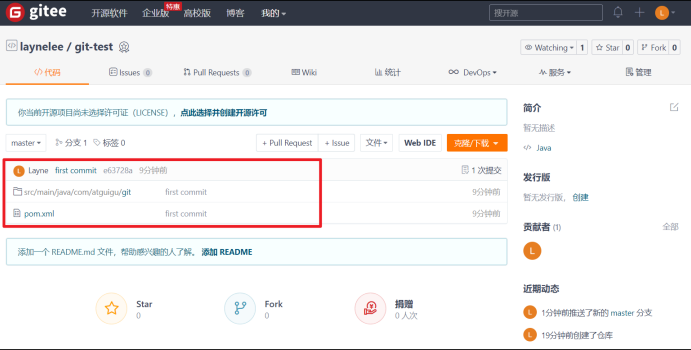 gitee 开源软件 企业版 特惠 高校版 博客 我的 搜开源 L
laynelee / git-test Watching 1 Star 0 Fork 0
代码 Issues 0 Pull Requests 0 Wiki 统计 DevOps 服务 管理
你当前开源项目尚未选择许可证（LICENSE），点此选择并创建开源许可
master 分支 1 标签 0 + Pull Request + Issue 文件 Web IDE 克隆/下载
L Layne first commit e63728a 9分钟前 1 次提交
src/main/java/com/atguigu/git first commit 9分钟前
pom.xml first commit 9分钟前
添加一个 README.md 文件，帮助感兴趣的人了解。 添加 README
Star
0
Fork
0
捐赠
0 人次
简介
暂无描述
Java
发行版
暂无发行版，创建
贡献者 (1) 全部
L
近期动态
L 1分钟前推送了新的 master 分支
L 19分钟前创建了仓库